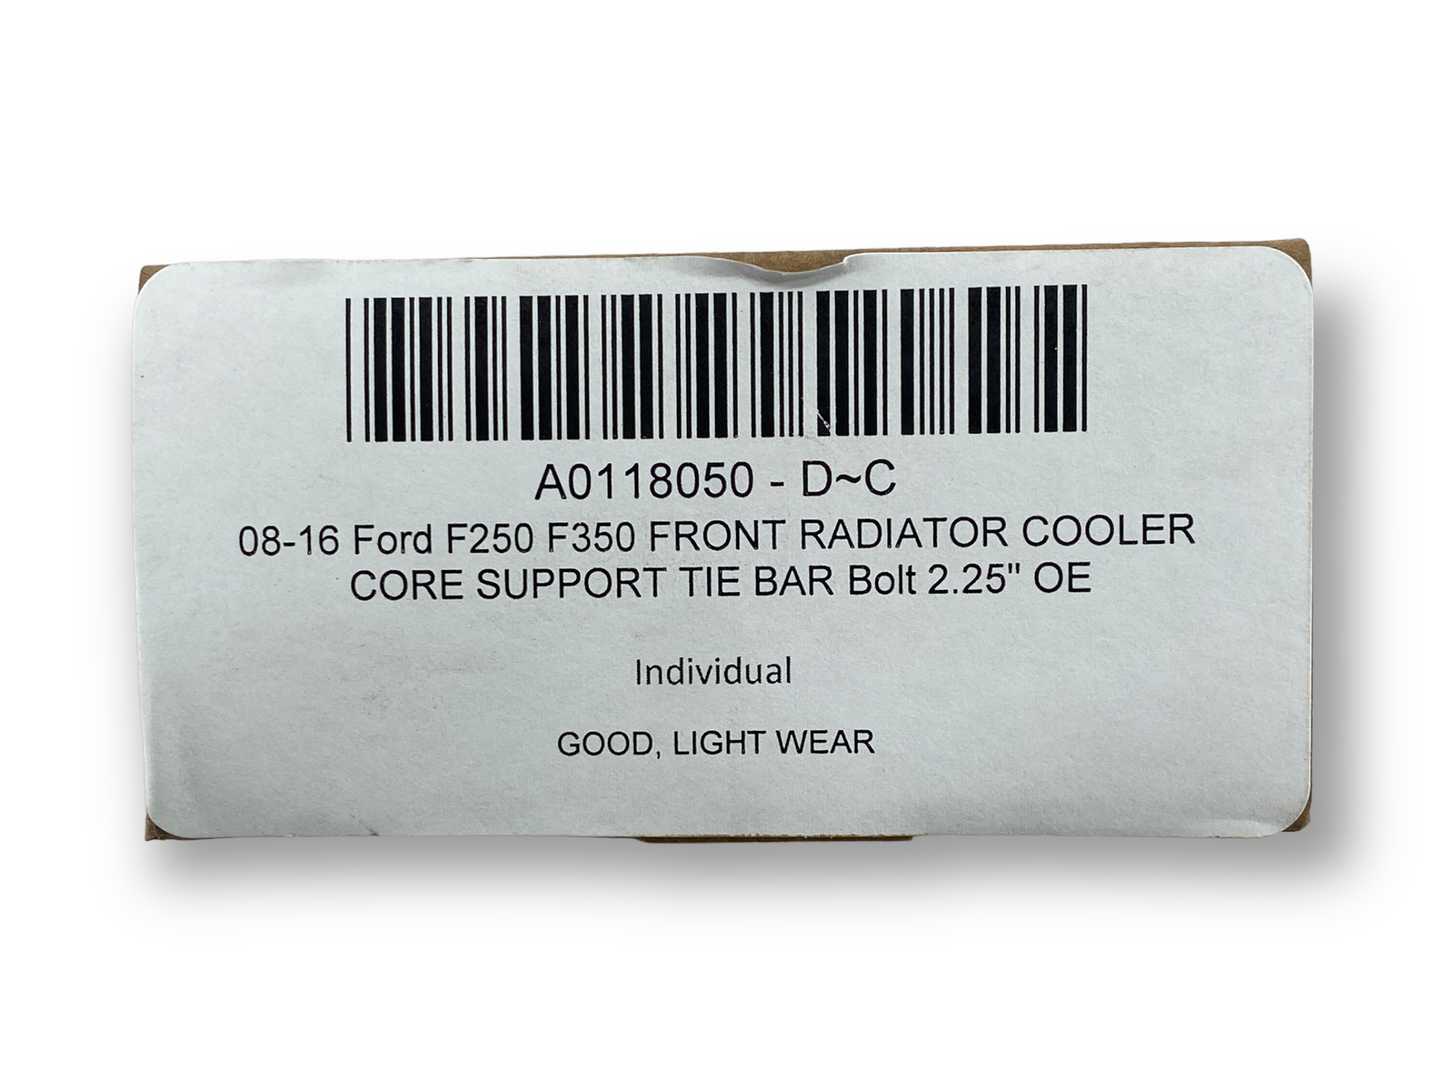 A0118050 - D~C
08-16 Ford F250 F350 FRONT RADIATOR COOLER
CORE SUPPORT TIE BAR Bolt 2.25" OE
Individual
GOOD, LIGHT WEAR